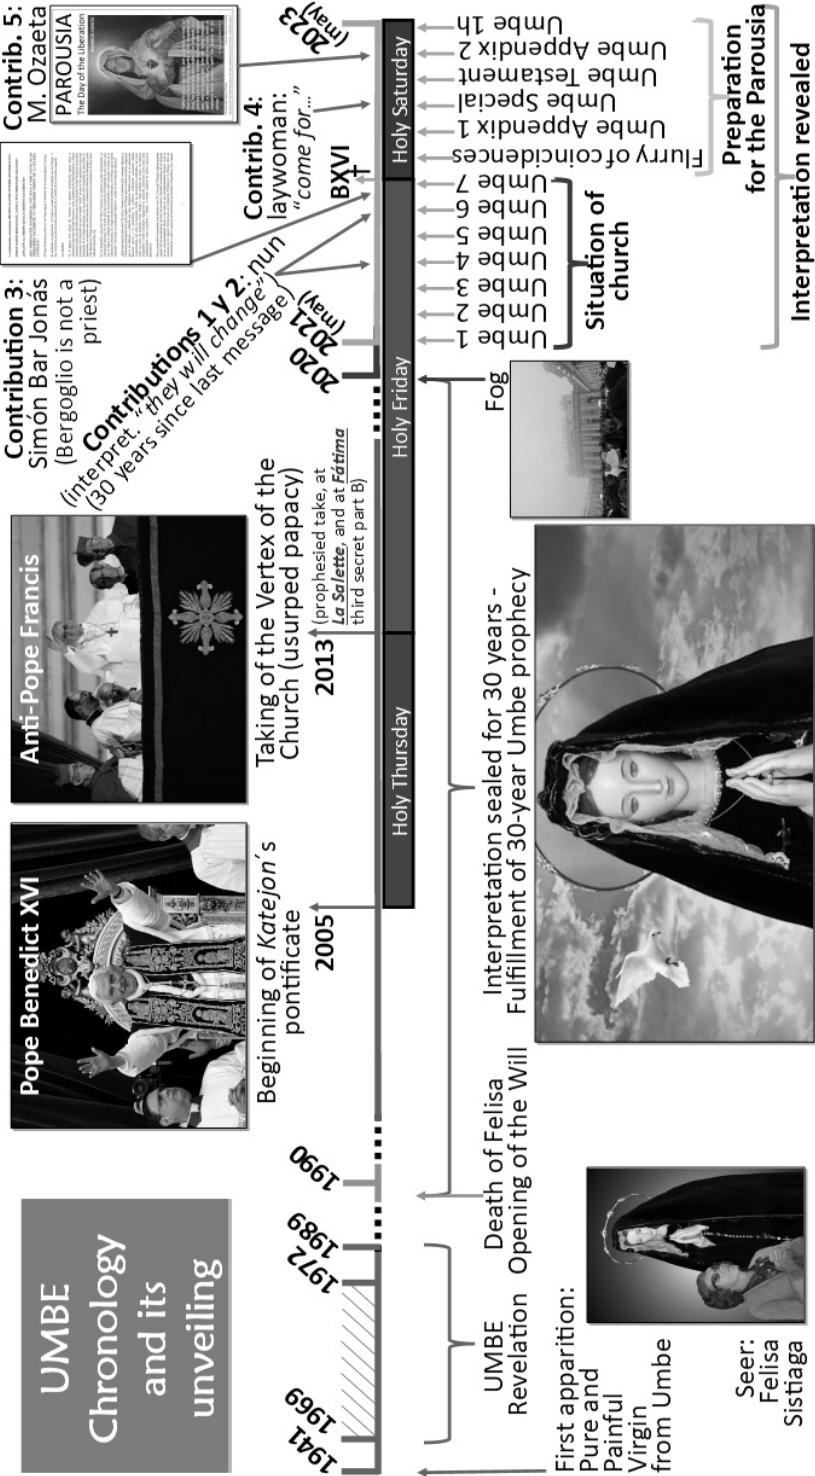 UMBE
Chronology
and its
unveiling
Pope Benedict XVI
Beginning of Katejon´s
pontificate
2005
Anti-Pope Francis
Taking of the Vertex of the
Church (usurped papacy)
2013
(prophesied take, at
La Salette, and at Fátima
third secret part B)
Contribution 3:
Simón Bar Jonás
(Bergoglio is not a
priest)
Contributions 1 y 2: nun
(interpret. “they will change”)
(30 years since last message)
Contrib. 4:
laywoman:
“come for…”
BXVI
Contrib. 5:
M. Ozaeta
PAROUSIA
The Day of the Liberation
1941
1969
1972
1989
1990
2020
2021
(may)
2023
(may)
Holy Thursday
Holy Friday
Holy Saturday
First apparition:
Pure and
Painful
Virgin
from Umbe
UMBE
Revelation
Seer:
Felisa
Sistiaga
Death of Felisa
Opening of the Will
Interpretation sealed for 30 years -
Fulfillment of 30-year Umbe prophecy
Fog
Umbe 1
Umbe 2
Umbe 3
Umbe 4
Umbe 5
Umbe 6
Umbe 7
Flurry of coincidences
Umbe Appendix 1
Umbe Special
Umbe Testament
Umbe Appendix 2
Umbe 1h
Situation of
church
Preparation
for the Parousia
Interpretation revealed